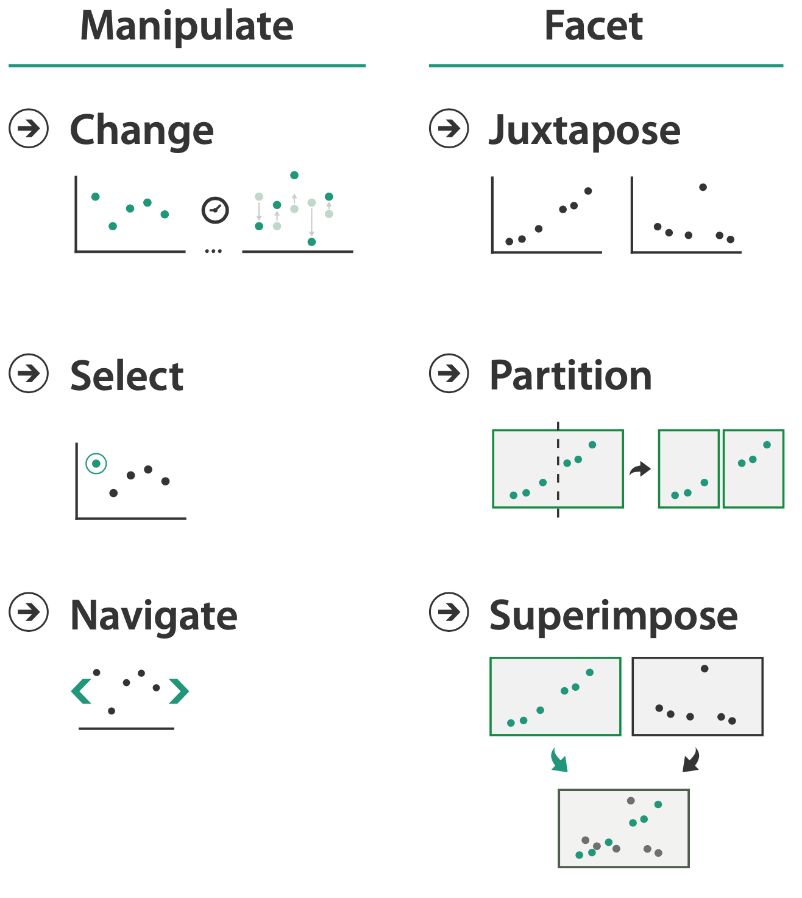 Manipulate
Facet
Change
Juxtapose
...
Select
Partition
Navigate
Superimpose